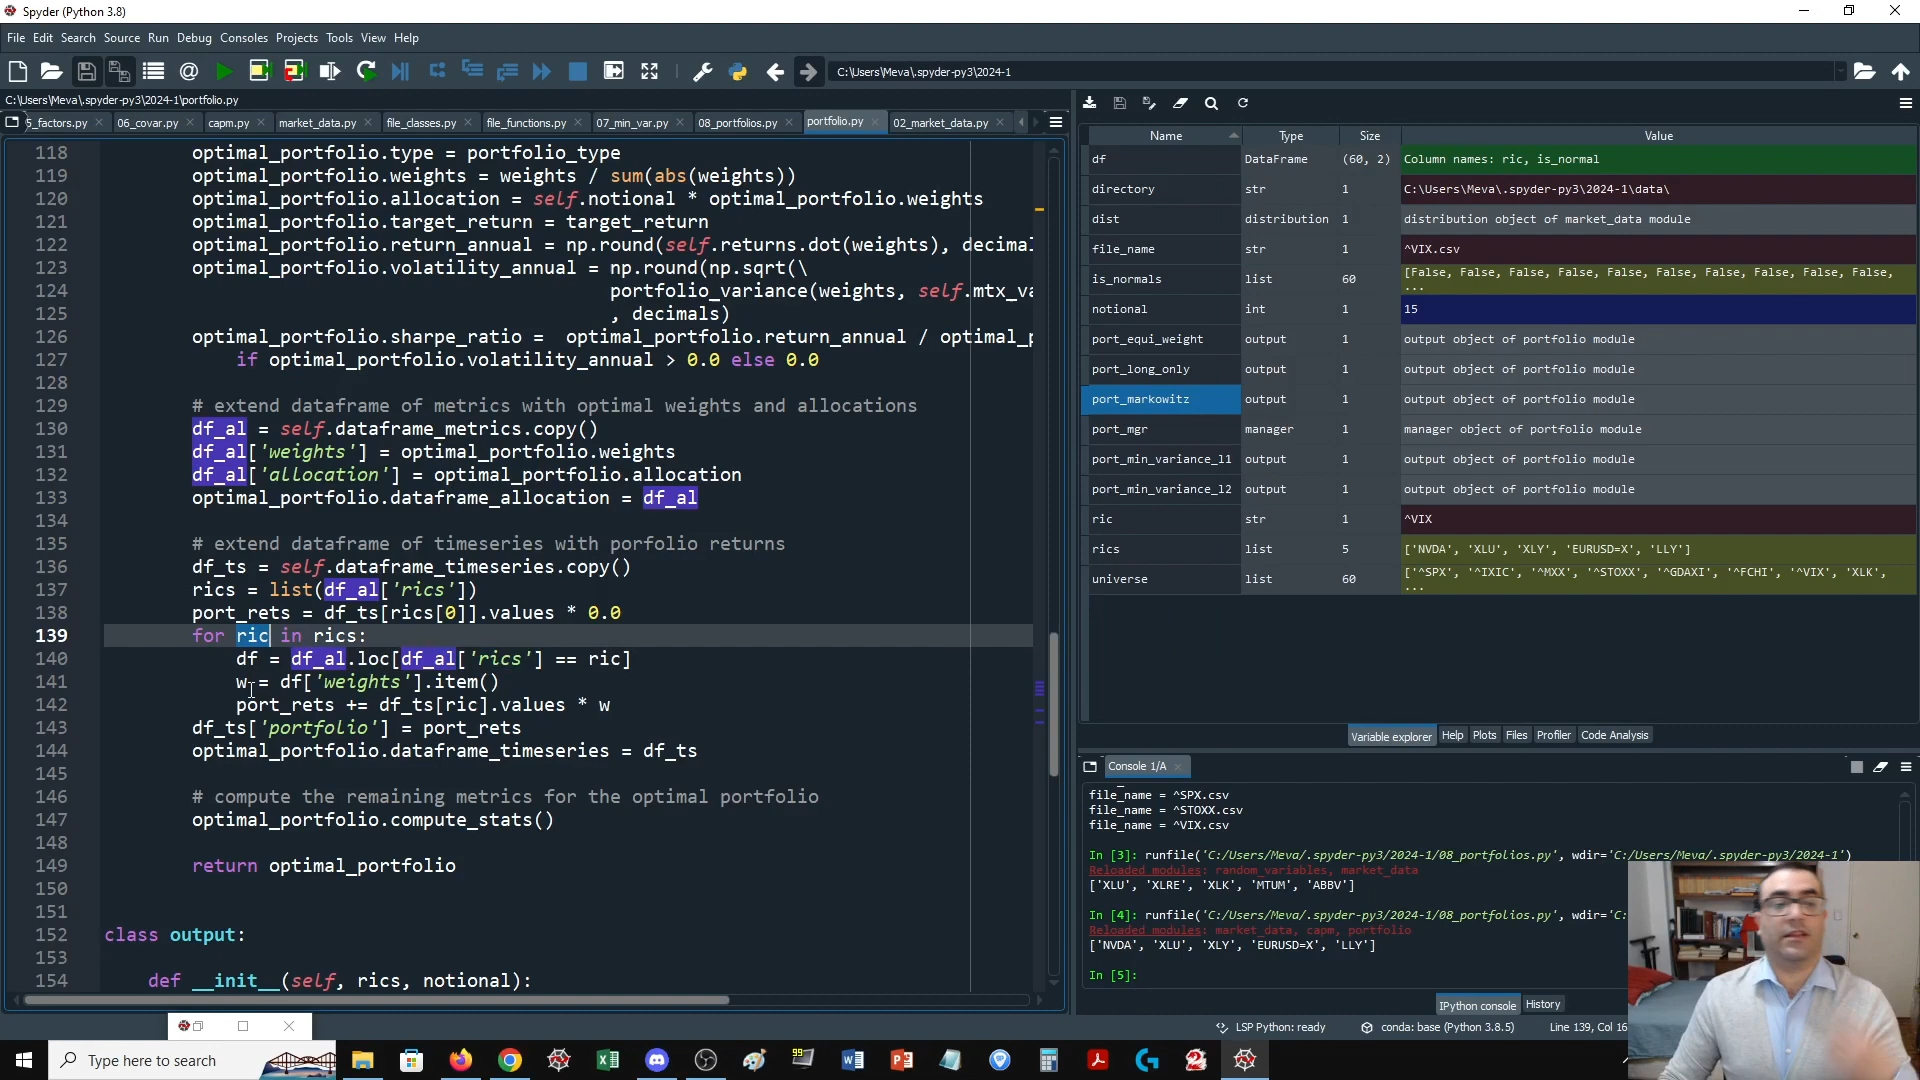 Spyder (Python 3.8)
File Edit Search Source Run Debug Consoles Projects Tools View Help
C:\Users\Meva\.spyder-py3\2024-1
C:\Users\Meva\.spyder-py3\2024-1\portfolio.py
5_factors.py 06_covar.py capm.py market_data.py file_classes.py file_functions.py 07_min_var.py 08_portfolios.py portfolio.py 02_market_data.py
118 optimal_portfolio.type = portfolio_type
119 optimal_portfolio.weights = weights / sum(abs(weights))
120 optimal_portfolio.allocation = self.notional * optimal_portfolio.weights
121 optimal_portfolio.target_return = target_return
122 optimal_portfolio.return_annual = np.round(self.returns.dot(weights), decimal
123 optimal_portfolio.volatility_annual = np.round(np.sqrt(\
124 portfolio_variance(weights, self.mtx_va
125 , decimals)
126 optimal_portfolio.sharpe_ratio = optimal_portfolio.return_annual / optimal_p
127 if optimal_portfolio.volatility_annual > 0.0 else 0.0
128
129 # extend dataframe of metrics with optimal weights and allocations
130 df_al = self.dataframe_metrics.copy()
131 df_al['weights'] = optimal_portfolio.weights
132 df_al['allocation'] = optimal_portfolio.allocation
133 optimal_portfolio.dataframe_allocation = df_al
134
135 # extend dataframe of timeseries with porfolio returns
136 df_ts = self.dataframe_timeseries.copy()
137 rics = list(df_al['rics'])
138 port_rets = df_ts[rics[0]].values * 0.0
139 for ric in rics:
140 df = df_al.loc[df_al['rics'] == ric]
141 w = df['weights'].item()
142 port_rets += df_ts[ric].values * w
143 df_ts['portfolio'] = port_rets
144 optimal_portfolio.dataframe_timeseries = df_ts
145
146 # compute the remaining metrics for the optimal portfolio
147 optimal_portfolio.compute_stats()
148
149 return optimal_portfolio
150
151
152 class output:
153
154 def __init__(self, rics, notional):
Name Type Size Value
df DataFrame (60, 2) Column names: ric, is_normal
directory str 1 C:\Users\Meva\.spyder-py3\2024-1\data\
dist distribution 1 distribution object of market_data module
file_name str 1 ^VIX.csv
is_normals list 60 [False, False, False, False, False, False, False, False, False, False, ...
notional int 1 15
port_equi_weight output 1 output object of portfolio module
port_long_only output 1 output object of portfolio module
port_markowitz output 1 output object of portfolio module
port_mgr manager 1 manager object of portfolio module
port_min_variance_l1 output 1 output object of portfolio module
port_min_variance_l2 output 1 output object of portfolio module
ric str 1 ^VIX
rics list 5 ['NVDA', 'XLU', 'XLY', 'EURUSD=X', 'LLY']
universe list 60 ['^SPX', '^IXIC', '^MXX', '^STOXX', '^GDAXI', '^FCHI', '^VIX', 'XLK', ...
Variable explorer Help Plots Files Profiler Code Analysis
Console 1/A
file_name = ^SPX.csv
file_name = ^STOXX.csv
file_name = ^VIX.csv
In [3]: runfile('C:/Users/Meva/.spyder-py3/2024-1/08_portfolios.py', wdir='C:/Users/Meva/.spyder-py3/2024-1')
Reloaded modules: random_variables, market_data
['XLU', 'XLRE', 'XLK', 'MTUM', 'ABBV']
In [4]: runfile('C:/Users/Meva/.spyder-py3/2024-1/08_portfolios.py', wdir='C:
Reloaded modules: market_data, capm, portfolio
['NVDA', 'XLU', 'XLY', 'EURUSD=X', 'LLY']
In [5]:
IPython console History
LSP Python: ready conda: base (Python 3.8.5) Line 139, Col 16
Type here to search